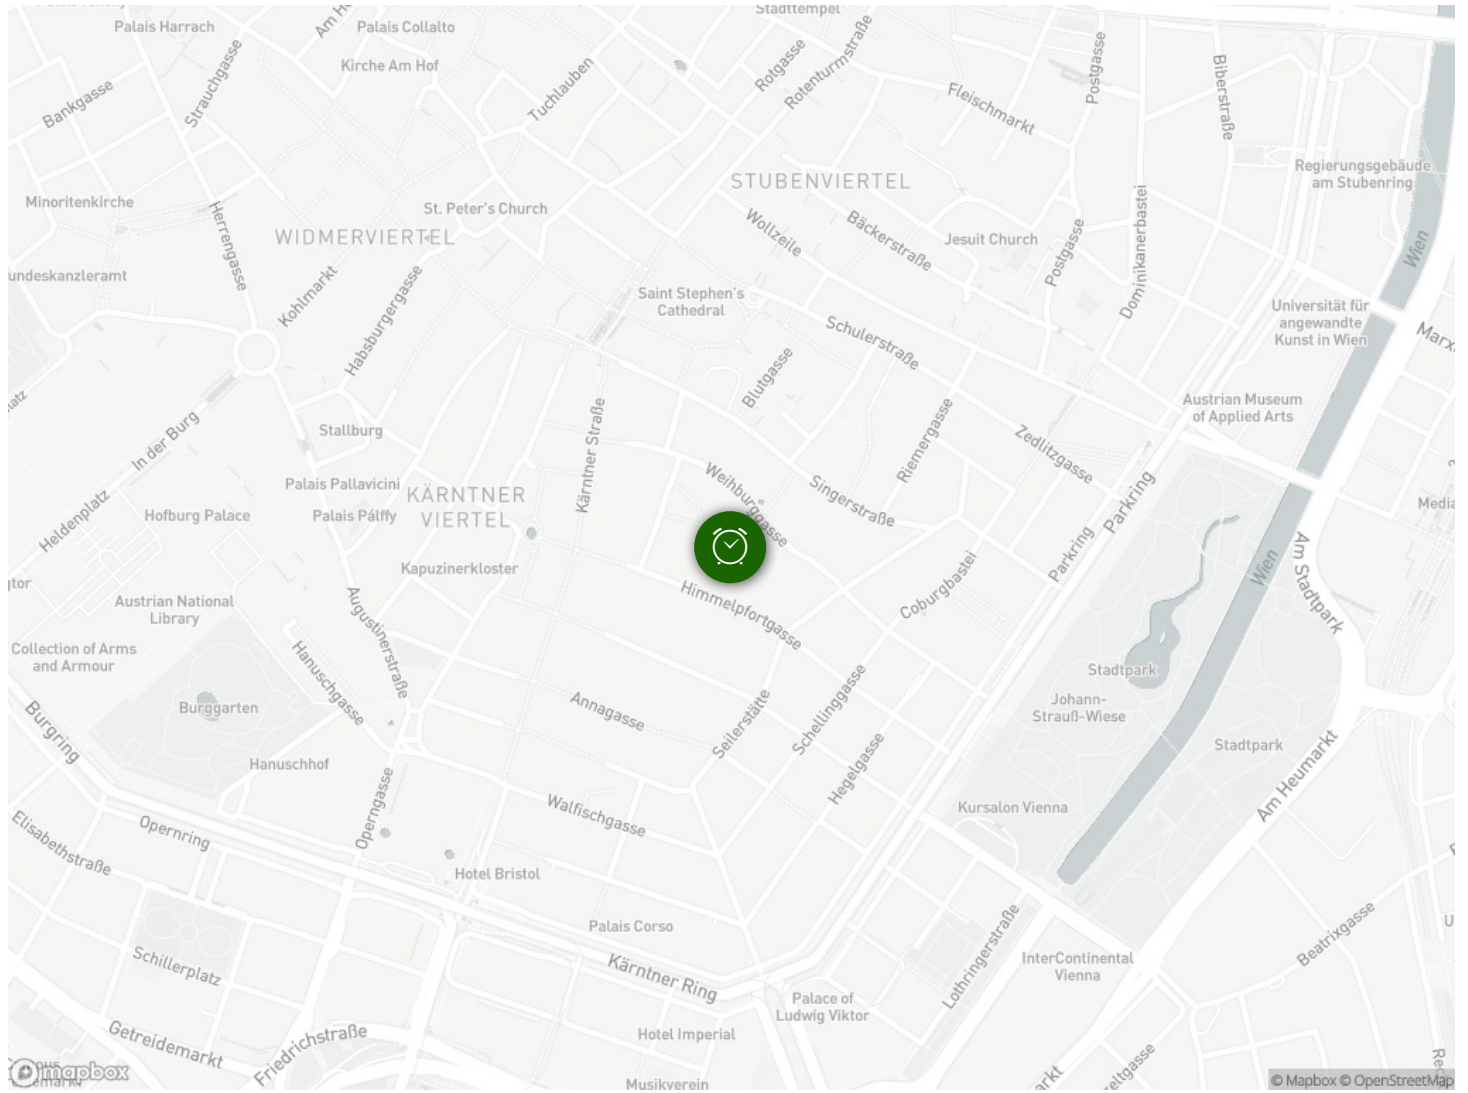 Palais Harrach
Am H
Palais Collalto
Stadttempel
Kirche Am Hof
Strauchgasse
Bankgasse
Tuchlauben
Rotgasse
Rotenturmstraße
Fleischmarkt
Postgasse
Biberstraße
Regierungsgebäude
am Stubenring
STUBENVIERTEL
Minoritenkirche
Herrengasse
St. Peter's Church
WIDMERVIERTEL
Wollzeile
Bäckerstraße
Jesuit Church
Postgasse
Dominikanerbastei
Wien
undeskanzleramt
Kohlmarkt
Habsburgergasse
Saint Stephen's
Cathedral
Schulerstraße
Universität für
angewandte
Kunst in Wien
Marx
Blutgasse
Austrian Museum
of Applied Arts
latz
In der Burg
Stallburg
Kärntner Straße
Riemergasse
Zedlitzgasse
Palais Pallavicini
KÄRNTNER
VIERTEL
Weihburggasse
Singerstraße
Parkring
Media
Heldenplatz
Hofburg Palace
Palais Pálffy
Parkring
Am Stadtpark
Wien
Kapuzinerkloster
gtor
Austrian National
Library
Augustinerstraße
Himmelpfortgasse
Coburgbastei
Collection of Arms
and Armour
Hanuschgasse
Stadtpark
Johann-
Strauß-Wiese
Burggarten
Annagasse
Seilerstätte
Schellinggasse
Stadtpark
Burgring
Hanuschhof
Hegelgasse
Am Heumarkt
Kursalon Vienna
Walfischgasse
Operngasse
Opernring
Elisabethstraße
Hotel Bristol
Palais Corso
Schillerplatz
Kärntner Ring
Lothringerstraße
InterContinental
Vienna
Beatrixgasse
Palace of
Ludwig Viktor
Getreidemarkt
Friedrichstraße
Hotel Imperial
Musikverein
arkt
zeltgasse
Rec
mapbox
© Mapbox © OpenStreetMap